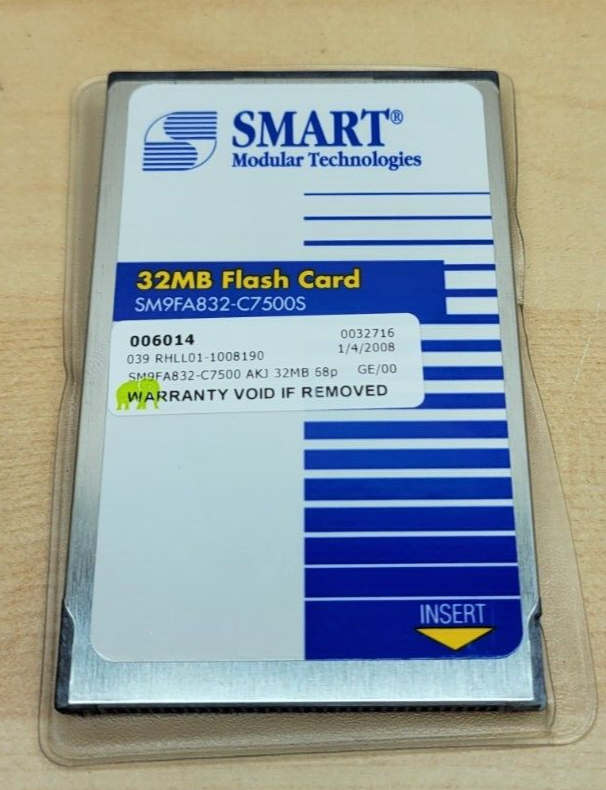 SMART®
Modular Technologies
32MB Flash Card
SM9FA832-C7500S
006014 0032716
039 RHLL01-1008190 1/4/2008
SM9FA832-C7500 AKJ 32MB 68p GE/00
WARRANTY VOID IF REMOVED
INSERT